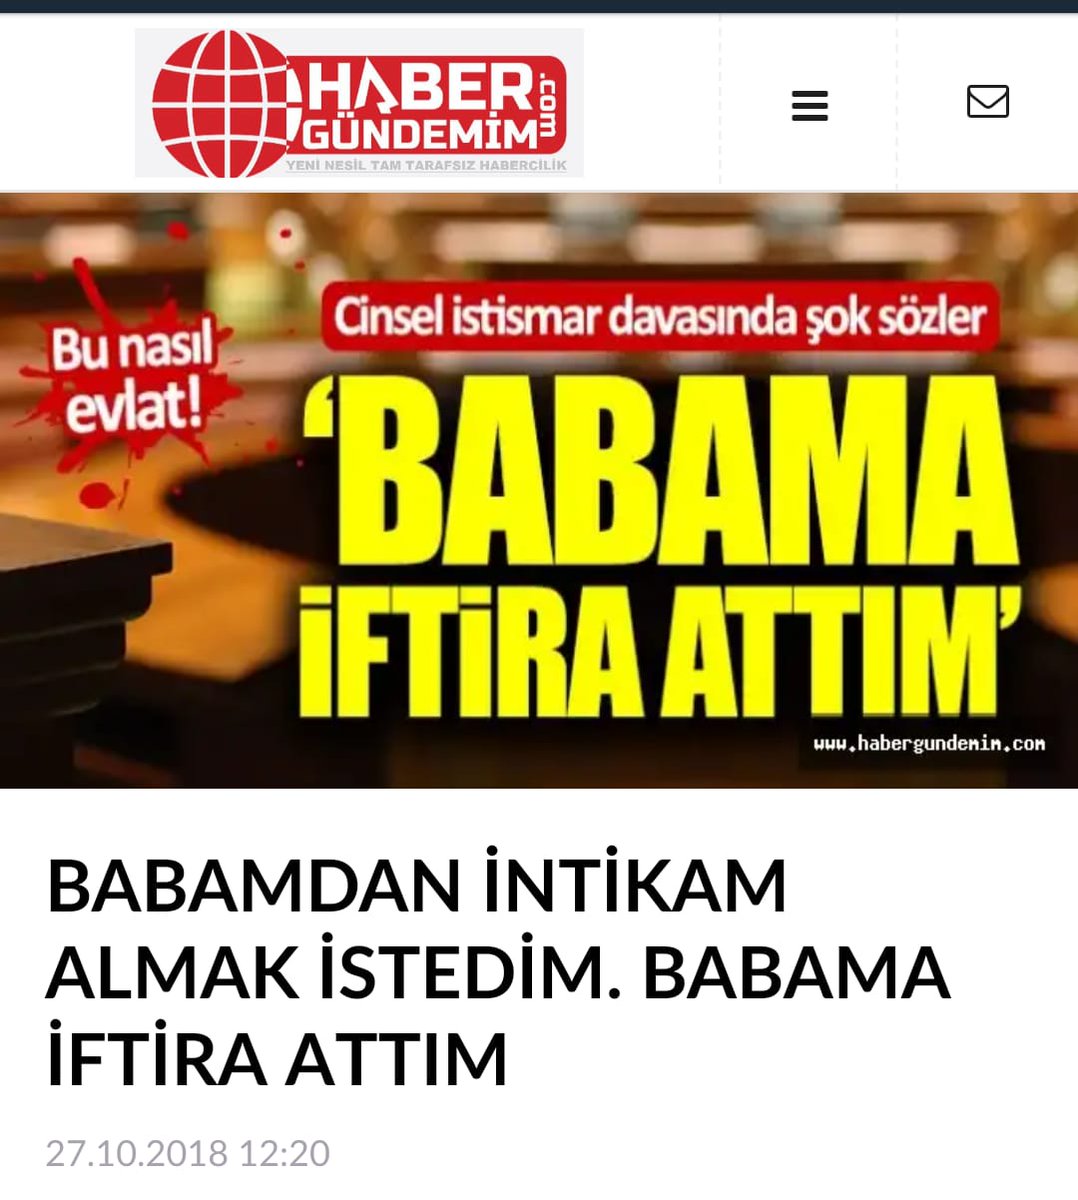 HABER
.com
GÜNDEMİM
YENİ NESİL TAM TARAFSIZ HABERCİLİK
Bu nasıl
evlat!
Cinsel istismar davasında şok sözler
‘BABAMA
İFTİRA ATTIM’
www.habergundemim.com
BABAMDAN İNTİKAM
ALMAK İSTEDİM. BABAMA
İFTİRA ATTIM
27.10.2018 12:20